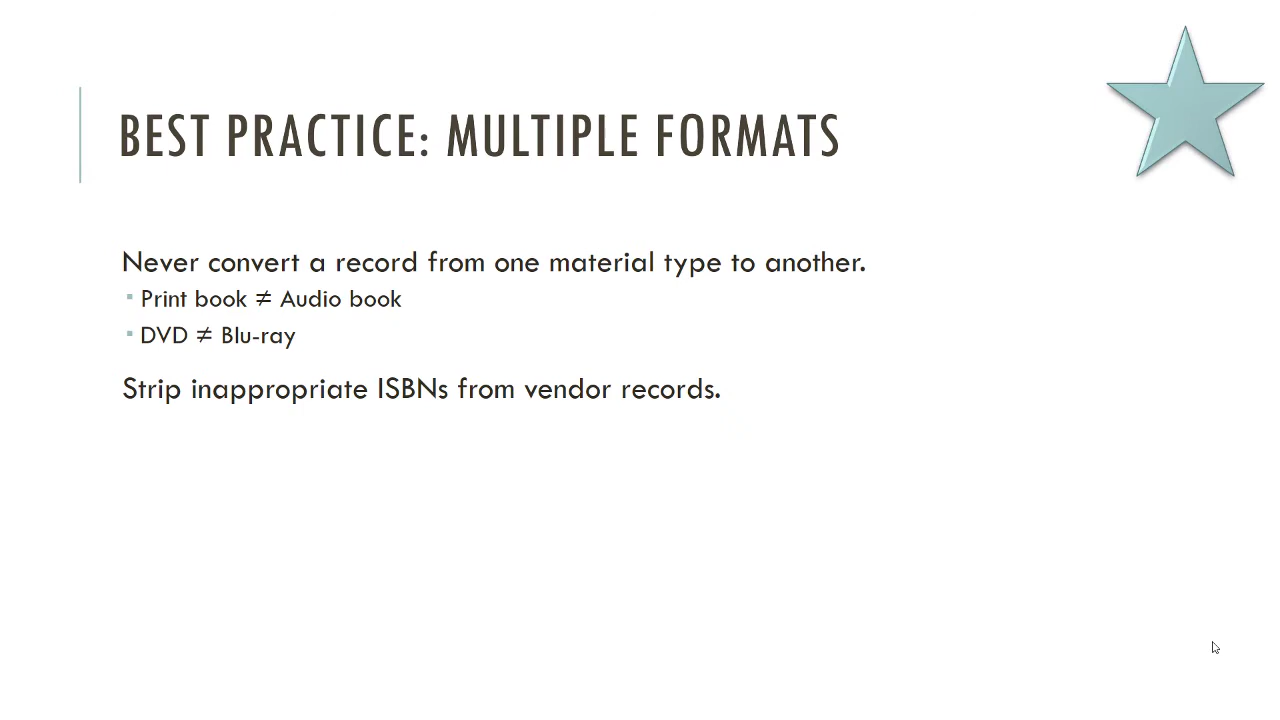 BEST PRACTICE: MULTIPLE FORMATS
Never convert a record from one material type to another.
▪ Print book ≠ Audio book
▪ DVD ≠ Blu-ray
Strip inappropriate ISBNs from vendor records.